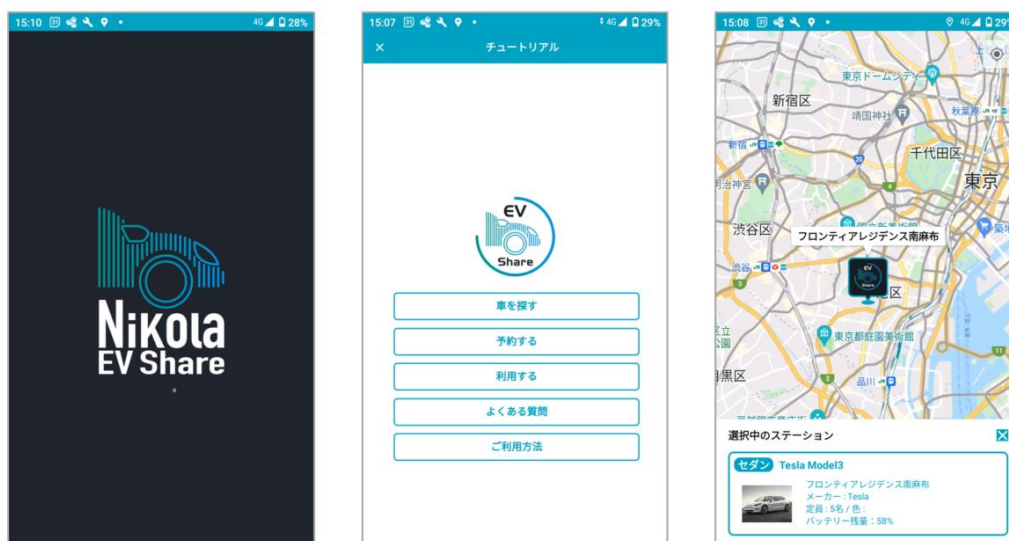 15:10
4G 28%
Nikola
EV Share
15:07
4G 29%
×
チュートリアル
EV
Share
車を探す
予約する
利用する
よくある質問
ご利用方法
15:08
4G 29%
東京ドームシティ
新宿区
靖国神社
秋葉原
新宿
千代田区
東京
明治神宮
渋谷区
築地
フロンティアレジデンス南麻布
渋谷
EV
Share
東京都庭園美術館
目黒区
品川
選択中のステーション
セダン Tesla Model3
フロンティアレジデンス南麻布
メーカー : Tesla
定員 : 5名 / 色 :
バッテリー残量 : 58%